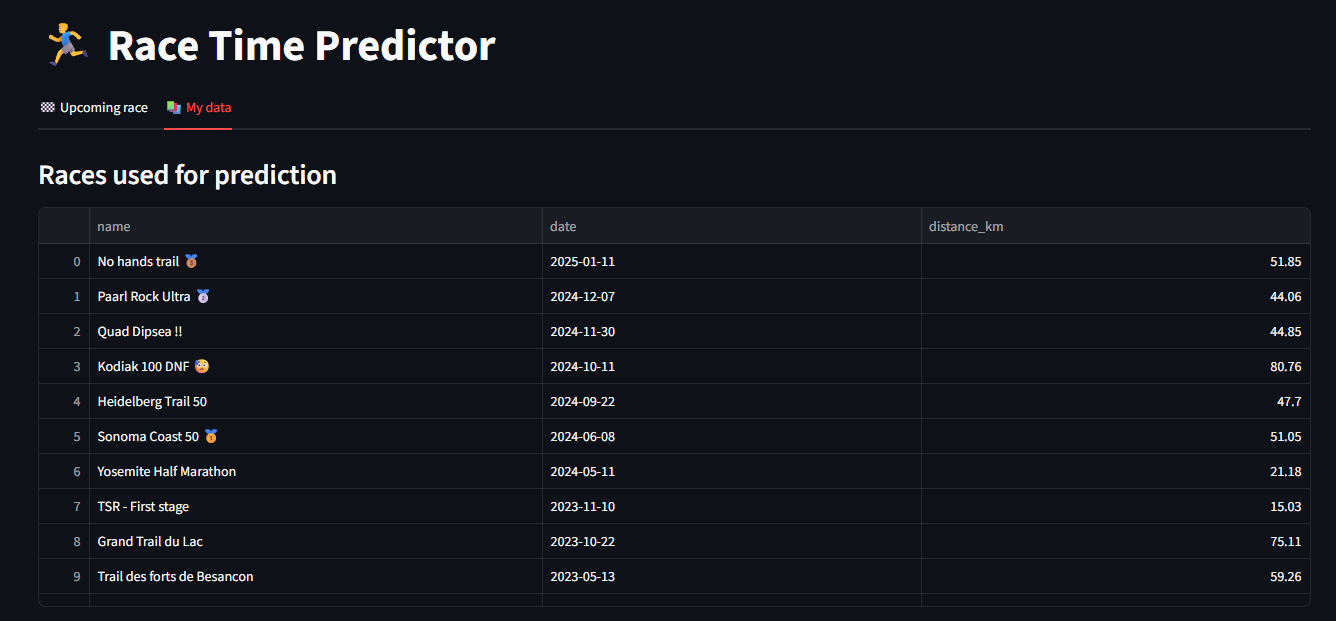 Race Time Predictor
Upcoming race My data
Races used for prediction
name date distance_km
0 No hands trail 🥉 2025-01-11 51.85
1 Paarl Rock Ultra 🥈 2024-12-07 44.06
2 Quad Dipsea !! 2024-11-30 44.85
3 Kodiak 100 DNF 🤕 2024-10-11 80.76
4 Heidelberg Trail 50 2024-09-22 47.7
5 Sonoma Coast 50 🥇 2024-06-08 51.05
6 Yosemite Half Marathon 2024-05-11 21.18
7 TSR - First stage 2023-11-10 15.03
8 Grand Trail du Lac 2023-10-22 75.11
9 Trail des forts de Besancon 2023-05-13 59.26